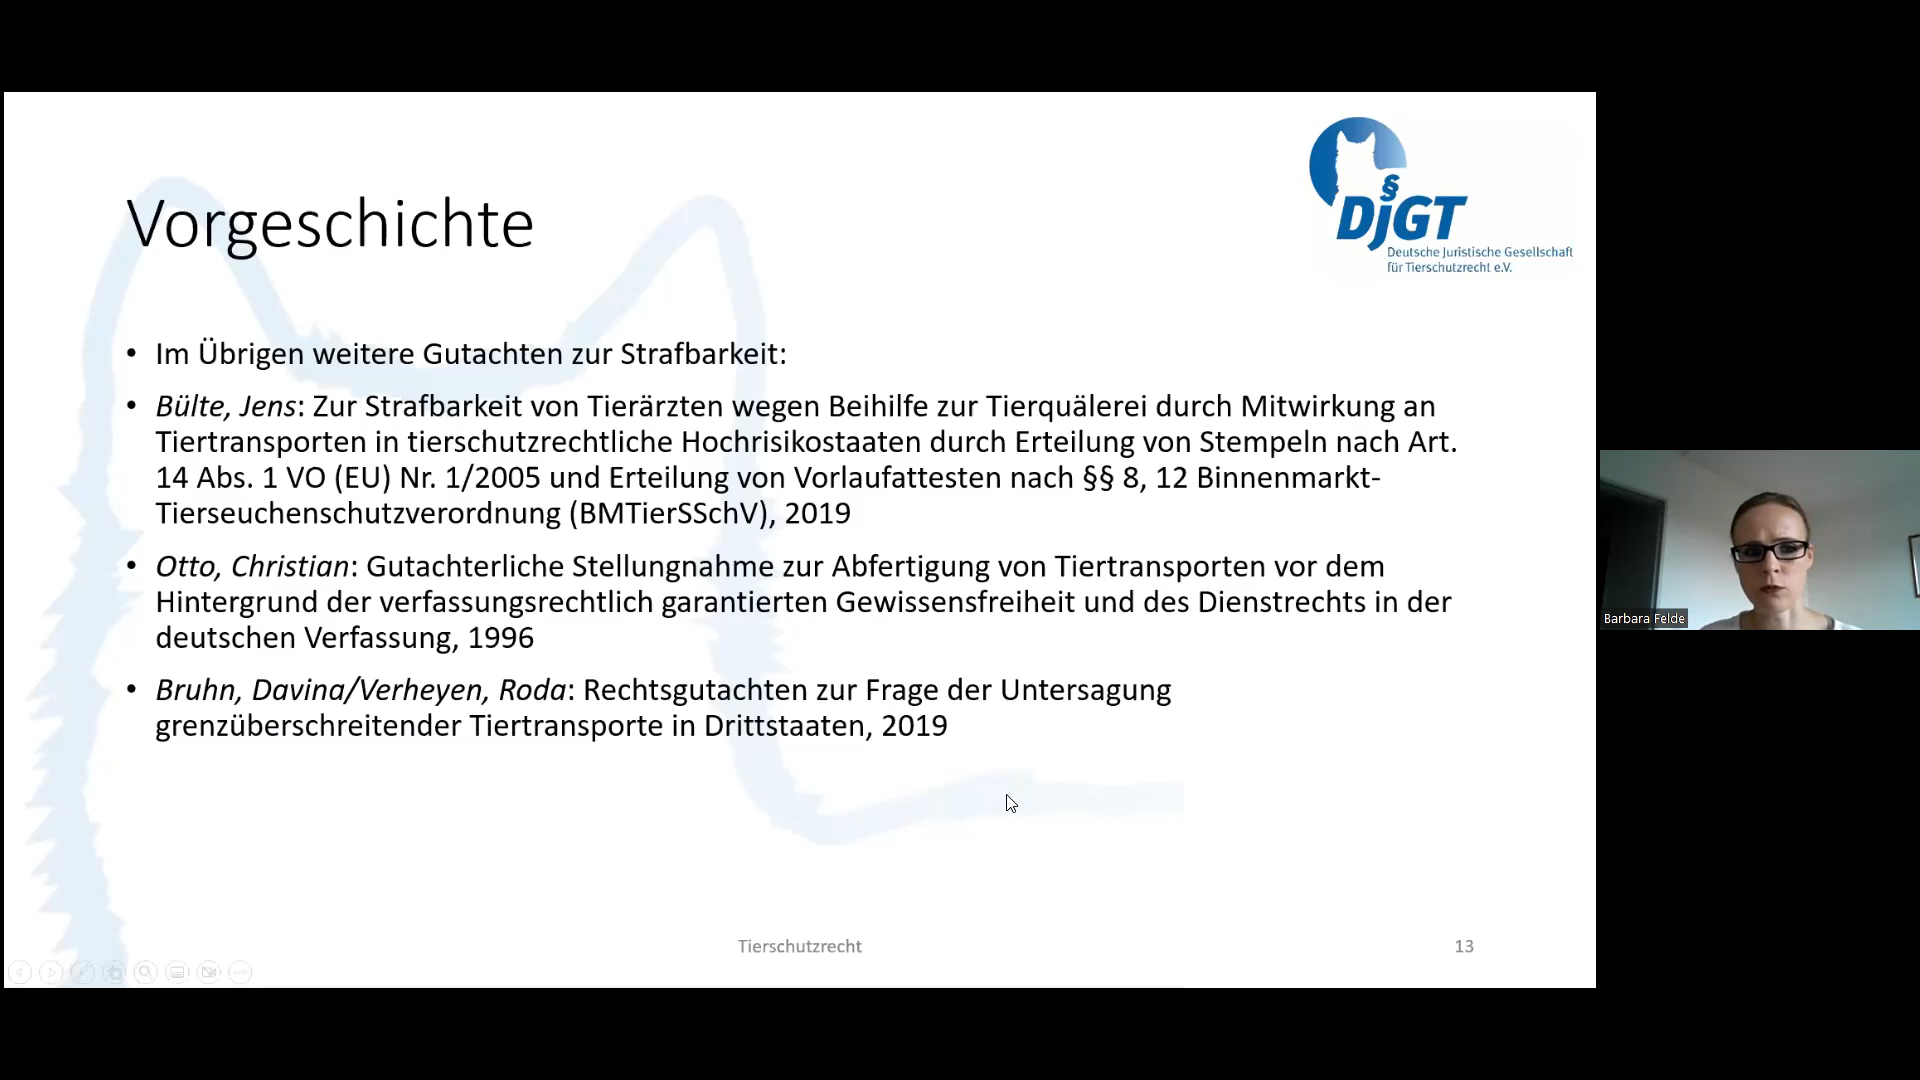 §
DJGT
Deutsche Juristische Gesellschaft
für Tierschutzrecht e.V.
Vorgeschichte
• Im Übrigen weitere Gutachten zur Strafbarkeit:
• Bülte, Jens: Zur Strafbarkeit von Tierärzten wegen Beihilfe zur Tierquälerei durch Mitwirkung an
Tiertransporten in tierschutzrechtliche Hochrisikostaaten durch Erteilung von Stempeln nach Art.
14 Abs. 1 VO (EU) Nr. 1/2005 und Erteilung von Vorlaufattesten nach §§ 8, 12 Binnenmarkt-
Tierseuchenschutzverordnung (BMTierSSchV), 2019
• Otto, Christian: Gutachterliche Stellungnahme zur Abfertigung von Tiertransporten vor dem
Hintergrund der verfassungsrechtlich garantierten Gewissensfreiheit und des Dienstrechts in der
deutschen Verfassung, 1996
• Bruhn, Davina/Verheyen, Roda: Rechtsgutachten zur Frage der Untersagung
grenzüberschreitender Tiertransporte in Drittstaaten, 2019
Tierschutzrecht
13
Barbara Felde